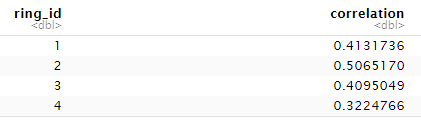 ring_id correlation
<dbl> <dbl>
1 0.4131736
2 0.5065170
3 0.4095049
4 0.3224766